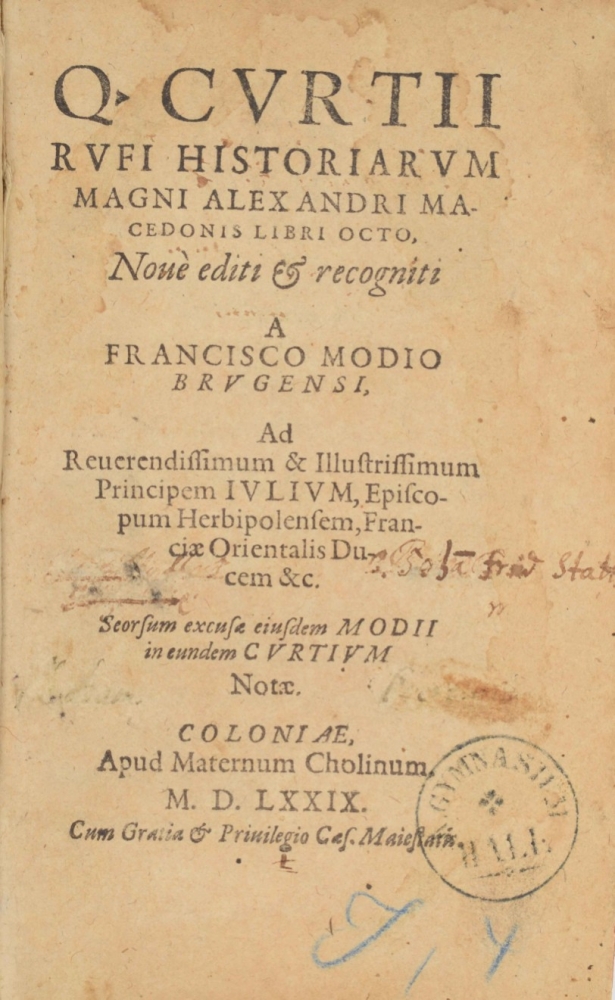 Q. CVRTII
RVFI HISTORIARVM
MAGNI ALEXANDRI MA-
CEDONIS LIBRI OCTO,
Nouè editi & recogniti
A
FRANCISCO MODIO
BRVGENSI,
Ad
Reuerendiſſimum & Illuſtriſſimum
Principem IVLIVM, Epiſco-
pum Herbipolenſem, Fran-
ciæ Orientalis Du-
cem &c.
Seorſum excuſæ eiuſdem MODII
in eundem CVRTIVM
Notæ.
COLONIAE,
Apud Maternum Cholinum.
M. D. LXXIX.
Cum Gratia & Priuilegio Cæſ. Maieſtatis.
GYMNASIUM
HALL